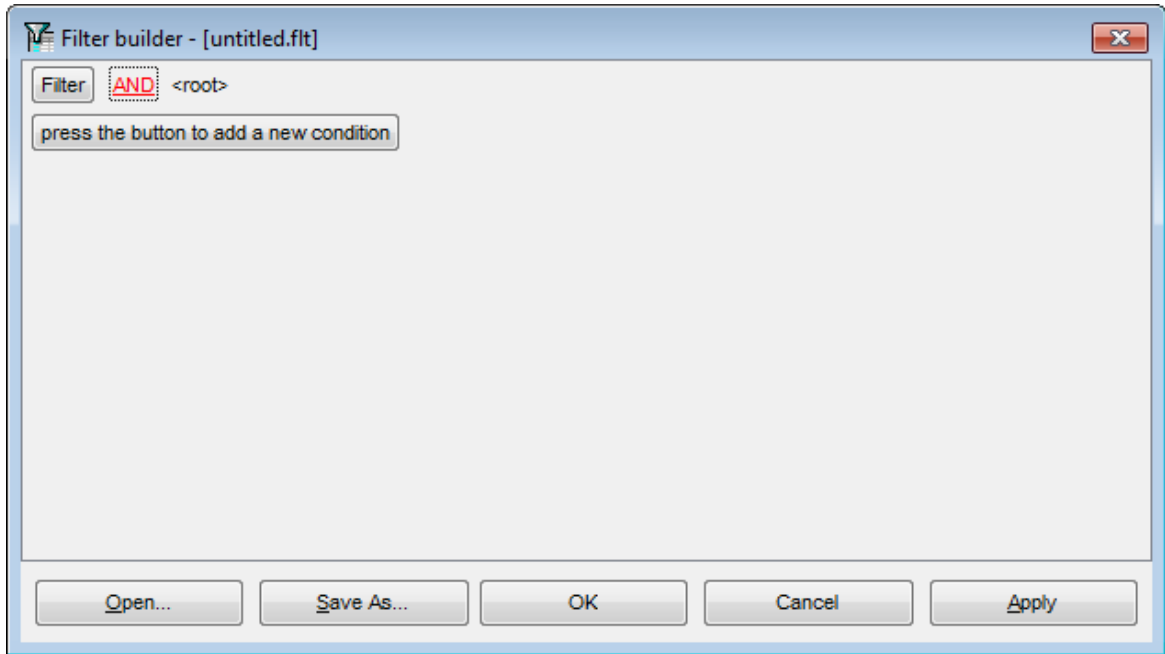 Filter builder - [untitled.flt]
Filter AND <root>
press the button to add a new condition
Open... Save As... OK Cancel Apply